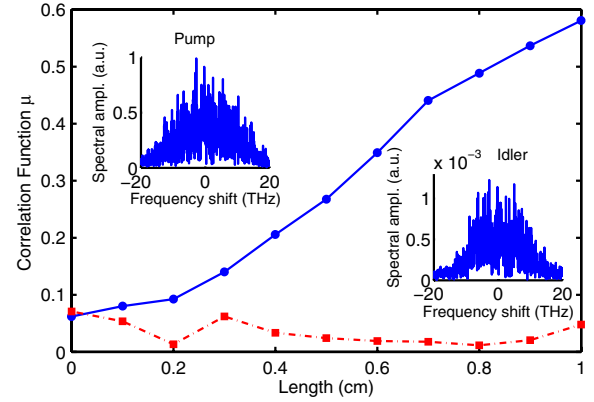 0.6
0.5
0.4
0.3
0.2
0.1
0
Correlation Function μ
0
0.2
0.4
0.6
0.8
1
Length (cm)
Pump
1
0.5
0
Spectral ampl. (a.u.)
−20
0
20
Frequency shift (THz)
x 10⁻³
Idler
1
0.5
0
Spectral ampl. (a.u.)
−20
0
20
Frequency shift (THz)